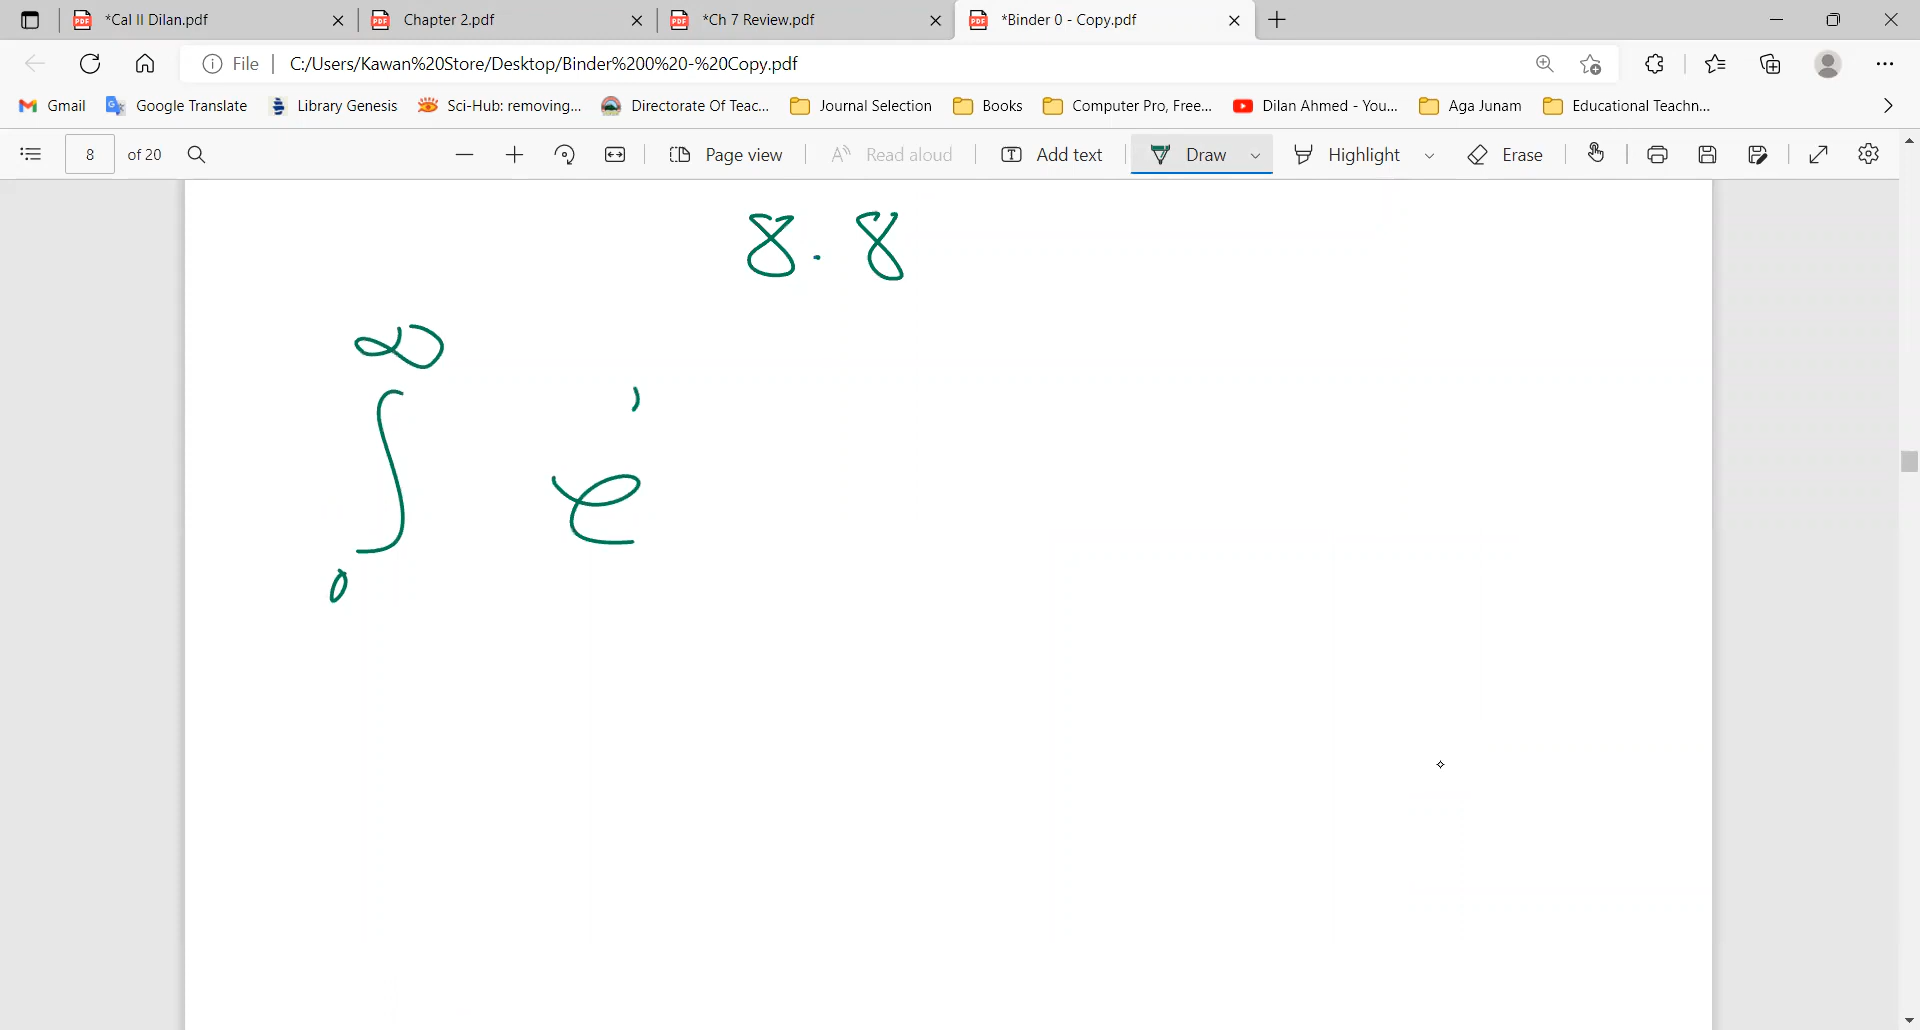 *Cal II Dilan.pdf
Chapter 2.pdf
*Ch 7 Review.pdf
*Binder 0 - Copy.pdf
File
C:/Users/Kawan%20Store/Desktop/Binder%200%20-%20Copy.pdf
Gmail
Google Translate
Library Genesis
Sci-Hub: removing...
Directorate Of Teac...
Journal Selection
Books
Computer Pro, Free...
Dilan Ahmed - You...
Aga Junam
Educational Teachn...
8
of 20
Page view
Read aloud
Add text
Draw
Highlight
Erase
8.8
∞
∫ e
0